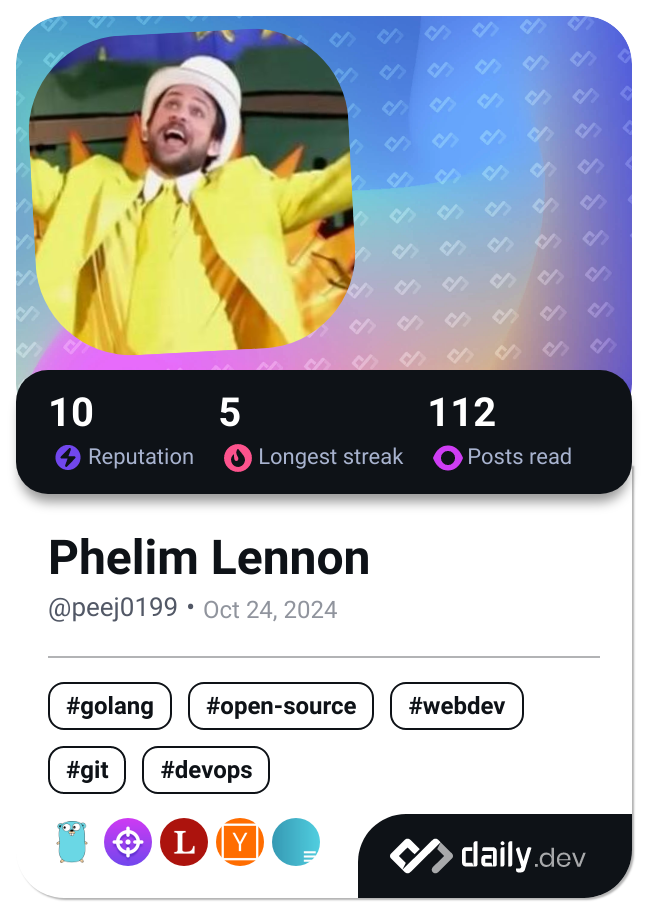 10 5 112
Reputation Longest streak Posts read
Phelim Lennon
@peej0199 • Oct 24, 2024
#golang #open-source #webdev
#git #devops
L Y
daily.dev